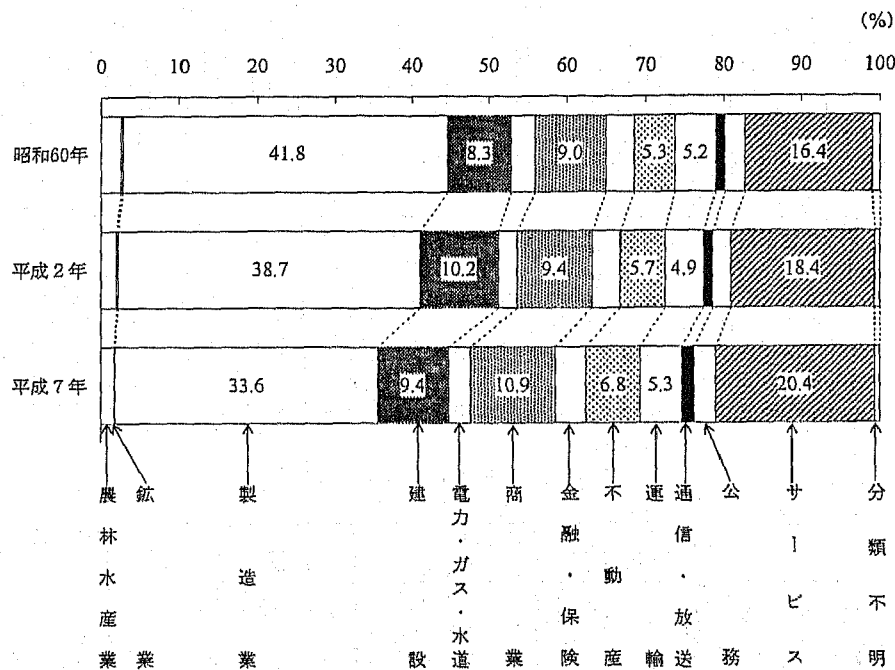 (%)
0 10 20 30 40 50 60 70 80 90 100
昭和60年 41.8 8.3 9.0 5.3 5.2 16.4
平成2年 38.7 10.2 9.4 5.7 4.9 18.4
平成7年 33.6 9.4 10.9 6.8 5.3 20.4
農林水産業
鉱業
製造業
建設
電力・ガス・水道
商業
金融・保険
不動産
運輸
通信・放送
公務
サービス
分類不明